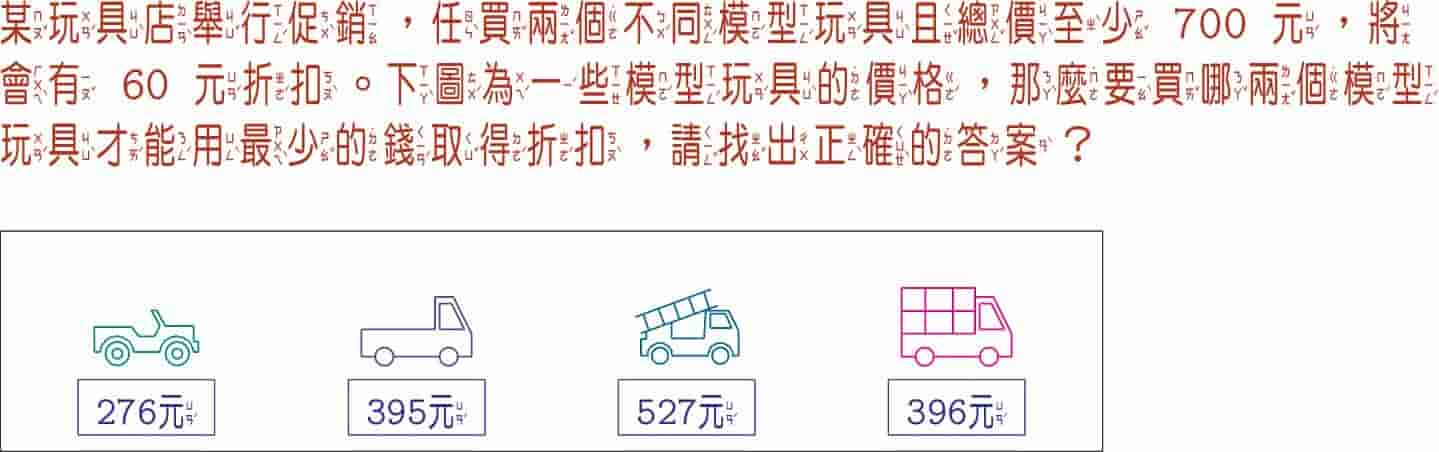 某玩具店舉行促銷，任買兩個不同模型玩具且總價至少 700 元，將
會有 60 元折扣。下圖為一些模型玩具的價格，那麼要買哪兩個模型
玩具才能用最少的錢取得折扣，請找出正確的答案？
276元 395元 527元 396元